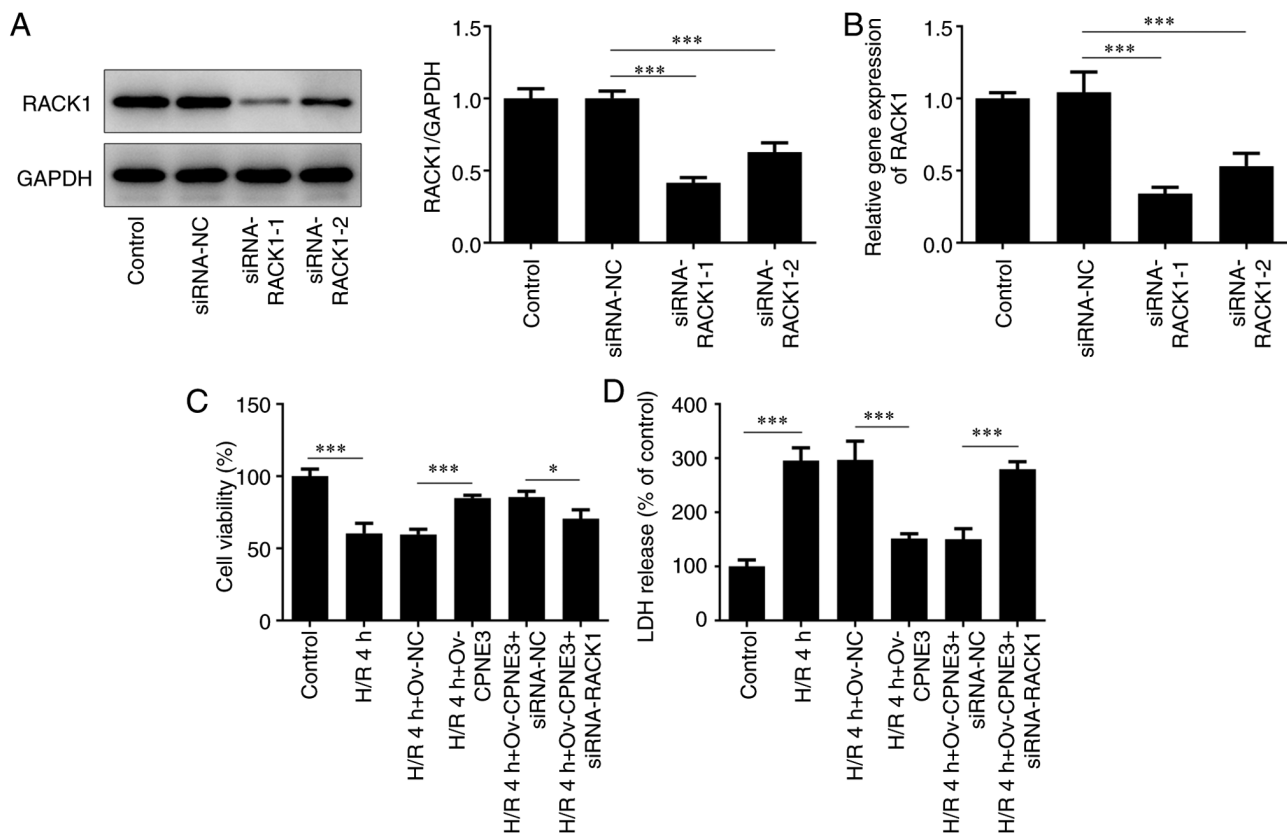 A
RACK1
GAPDH
Control
siRNA-NC
siRNA-
RACK1-1
siRNA-
RACK1-2
RACK1/GAPDH
1.5
1.0
0.5
0.0
***
***
Control
siRNA-NC
siRNA-
RACK1-1
siRNA-
RACK1-2
B
Relative gene expression
of RACK1
1.5
1.0
0.5
0.0
***
***
Control
siRNA-NC
siRNA-
RACK1-1
siRNA-
RACK1-2
C
Cell viability (%)
150
100
50
0
***
***
*
Control
H/R 4 h
H/R 4 h+Ov-NC
H/R 4 h+Ov-
CPNE3
H/R 4 h+Ov-CPNE3+
siRNA-NC
H/R 4 h+Ov-CPNE3+
siRNA-RACK1
D
LDH release (% of control)
400
300
200
100
0
***
***
***
Control
H/R 4 h
H/R 4 h+Ov-NC
H/R 4 h+Ov-
CPNE3
H/R 4 h+Ov-CPNE3+
siRNA-NC
H/R 4 h+Ov-CPNE3+
siRNA-RACK1